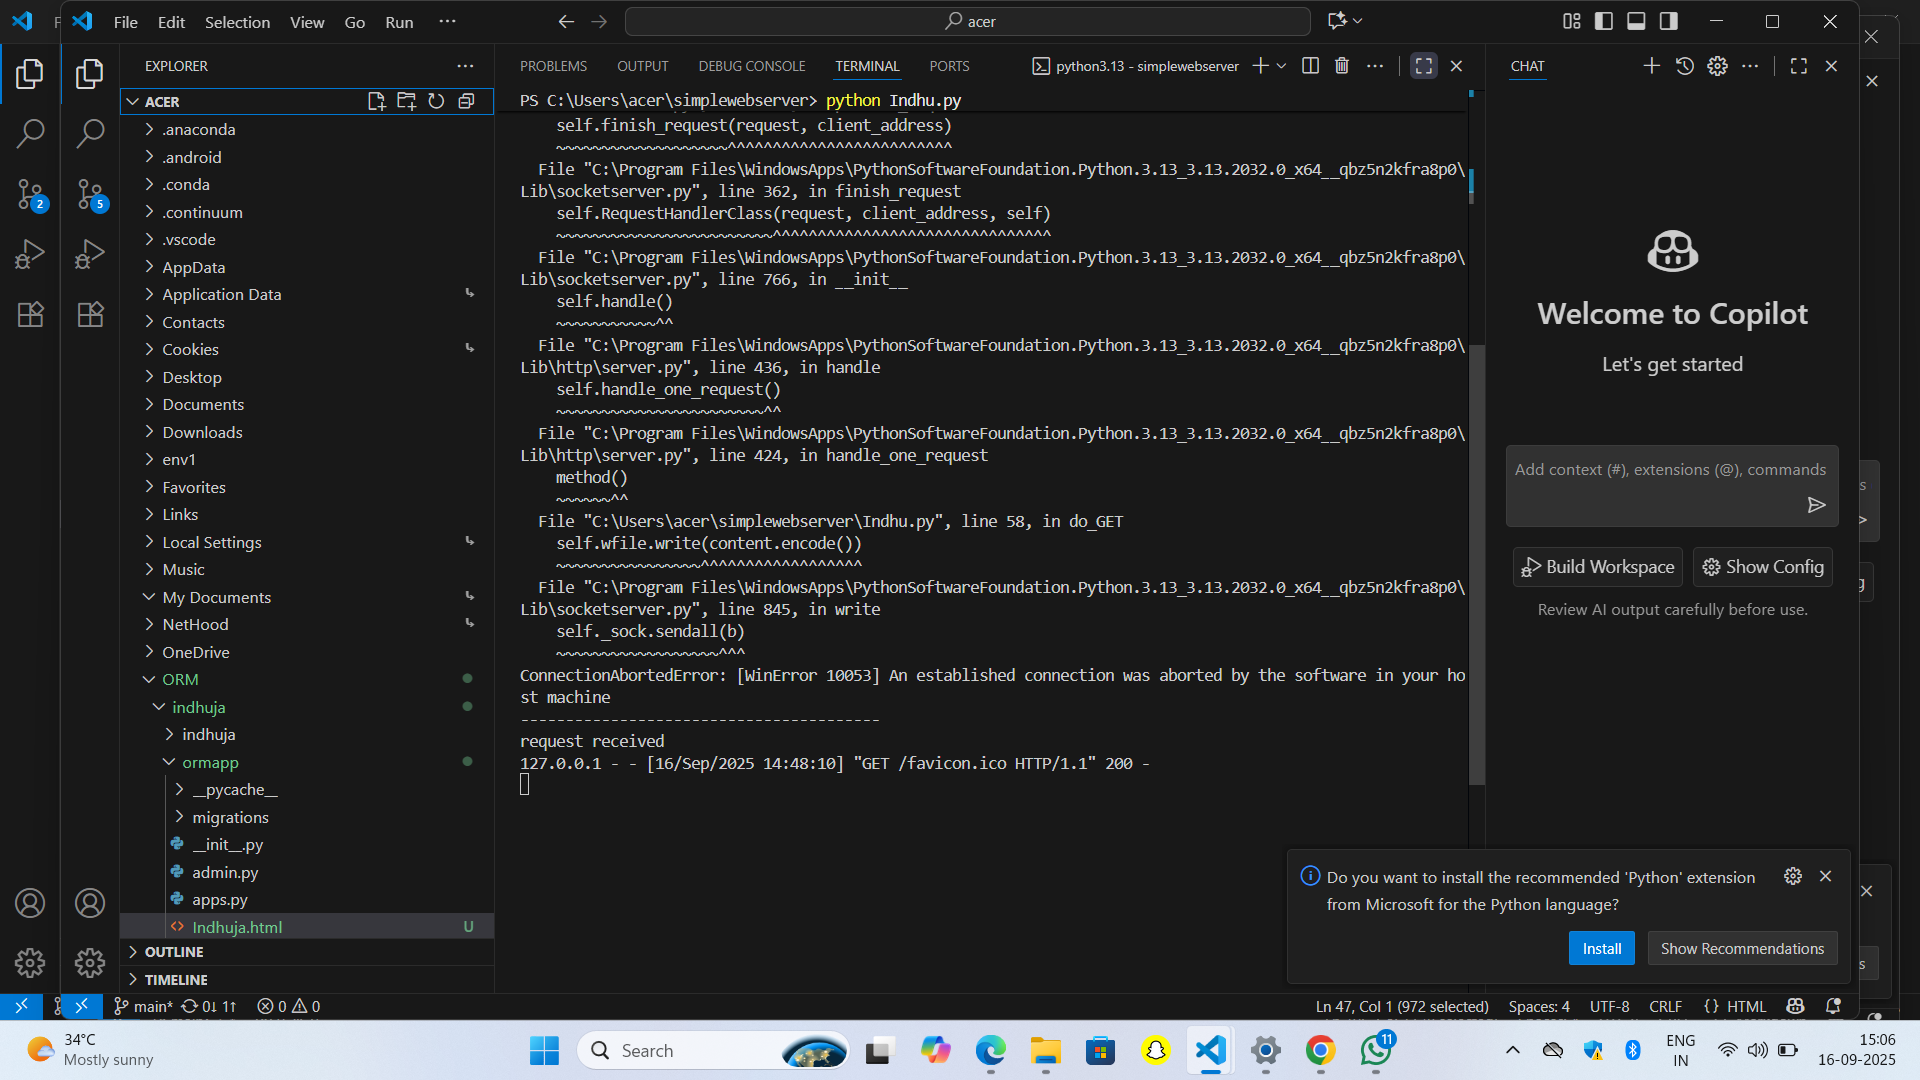 File Edit Selection View Go Run ···
acer
EXPLORER
ACER
.anaconda
.android
.conda
.continuum
.vscode
AppData
Application Data
Contacts
Cookies
Desktop
Documents
Downloads
env1
Favorites
Links
Local Settings
Music
My Documents
NetHood
OneDrive
ORM
indhuja
indhuja
ormapp
__pycache__
migrations
__init__.py
admin.py
apps.py
Indhuja.html U
OUTLINE
TIMELINE
2
5
PROBLEMS OUTPUT DEBUG CONSOLE TERMINAL PORTS
python3.13 - simplewebserver
PS C:\Users\acer\simplewebserver> python Indhu.py
self.finish_request(request, client_address)
~~~~~~~~~~~~~~~~~~~^^^^^^^^^^^^^^^^^^^^^^^^^
File "C:\Program Files\WindowsApps\PythonSoftwareFoundation.Python.3.13_3.13.2032.0_x64__qbz5n2kfra8p0\
Lib\socketserver.py", line 362, in finish_request
self.RequestHandlerClass(request, client_address, self)
~~~~~~~~~~~~~~~~~~~~~~~~^^^^^^^^^^^^^^^^^^^^^^^^^^^^^^^
File "C:\Program Files\WindowsApps\PythonSoftwareFoundation.Python.3.13_3.13.2032.0_x64__qbz5n2kfra8p0\
Lib\socketserver.py", line 766, in __init__
self.handle()
~~~~~~~~~~~^^
File "C:\Program Files\WindowsApps\PythonSoftwareFoundation.Python.3.13_3.13.2032.0_x64__qbz5n2kfra8p0\
Lib\http\server.py", line 436, in handle
self.handle_one_request()
~~~~~~~~~~~~~~~~~~~~~~~^^
File "C:\Program Files\WindowsApps\PythonSoftwareFoundation.Python.3.13_3.13.2032.0_x64__qbz5n2kfra8p0\
Lib\http\server.py", line 424, in handle_one_request
method()
~~~~~~^^
File "C:\Users\acer\simplewebserver\Indhu.py", line 58, in do_GET
self.wfile.write(content.encode())
~~~~~~~~~~~~~~~~^^^^^^^^^^^^^^^^^^
File "C:\Program Files\WindowsApps\PythonSoftwareFoundation.Python.3.13_3.13.2032.0_x64__qbz5n2kfra8p0\
Lib\socketserver.py", line 845, in write
self._sock.sendall(b)
~~~~~~~~~~~~~~~~~~^^^
ConnectionAbortedError: [WinError 10053] An established connection was aborted by the software in your ho
st machine
----------------------------------------
request received
127.0.0.1 - - [16/Sep/2025 14:48:10] "GET /favicon.ico HTTP/1.1" 200 -
CHAT
Welcome to Copilot
Let's get started
Add context (#), extensions (@), commands
Build Workspace
Show Config
Review AI output carefully before use.
Do you want to install the recommended 'Python' extension
from Microsoft for the Python language?
Install
Show Recommendations
main* 0↓ 1↑ 0 0
Ln 47, Col 1 (972 selected) Spaces: 4 UTF-8 CRLF {} HTML
34°C
Mostly sunny
Search
11
ENG
IN
15:06
16-09-2025